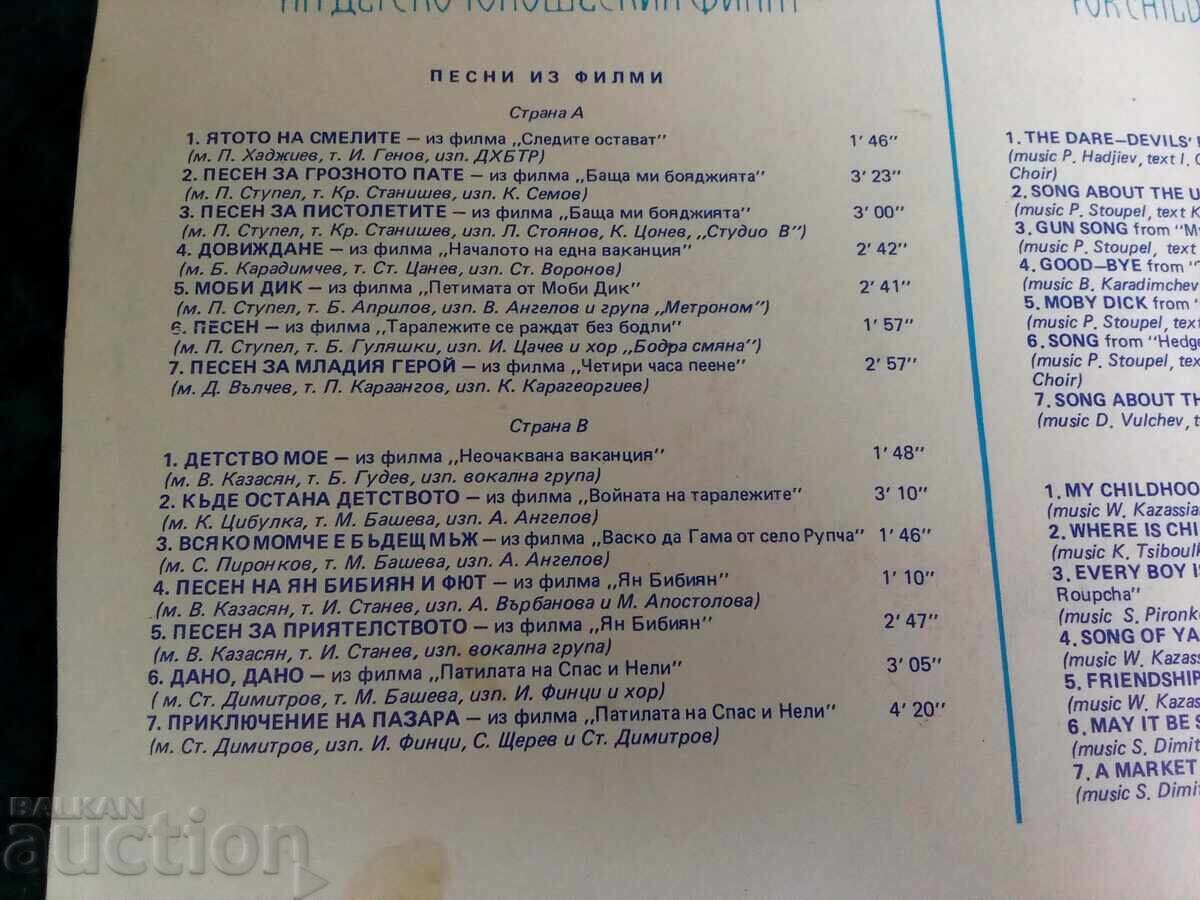 НА ДЕТСКО-ЮНОШЕСКИЯ ФИЛМ
ПЕСНИ ИЗ ФИЛМИ
Страна А
1. ЯТОТО НА СМЕЛИТЕ — из филма „Следите остават" 1' 46"
(м. П. Хаджиев, т. И. Генов, изп. ДХБТР)
2. ПЕСЕН ЗА ГРОЗНОТО ПАТЕ — из филма „Баща ми бояджията" 3' 23"
(м. П. Ступел, т. Кр. Станишев, изп. К. Семов)
3. ПЕСЕН ЗА ПИСТОЛЕТИТЕ — из филма „Баща ми бояджията" 3' 00"
(м. П. Ступел, т. Кр. Станишев, изп. Л. Стоянов, К. Цонев, „Студио В")
4. ДОВИЖДАНЕ — из филма „Началото на една ваканция" 2' 42"
(м. Б. Карадимчев, т. Ст. Цанев, изп. Ст. Воронов)
5. МОБИ ДИК — из филма „Петимата от Моби Дик" 2' 41"
(м. П. Ступел, т. Б. Априлов, изп. В. Ангелов и група „Метроном")
6. ПЕСЕН — из филма „Таралежите се раждат без бодли" 1' 57"
(м. П. Ступел, т. Б. Гуляшки, изп. И. Цачев и хор „Бодра смяна")
7. ПЕСЕН ЗА МЛАДИЯ ГЕРОЙ — из филма „Четири часа пеене" 2' 57"
(м. Д. Вълчев, т. П. Караангов, изп. К. Карагеоргиев)
Страна В
1. ДЕТСТВО МОЕ — из филма „Неочаквана ваканция" 1' 48"
(м. В. Казасян, т. Б. Гудев, изп. вокална група)
2. КЪДЕ ОСТАНА ДЕТСТВОТО — из филма „Войната на таралежите" 3' 10"
(м. К. Цибулка, т. М. Башева, изп. А. Ангелов)
3. ВСЯКО МОМЧЕ Е БЪДЕЩ МЪЖ — из филма „Васко да Гама от село Рупча" 1' 46"
(м. С. Пиронков, т. М. Башева, изп. А. Ангелов)
4. ПЕСЕН НА ЯН БИБИЯН И ФЮТ — из филма „Ян Бибиян" 1' 10"
(м. В. Казасян, т. И. Станев, изп. А. Върбанова и М. Апостолова)
5. ПЕСЕН ЗА ПРИЯТЕЛСТВОТО — из филма „Ян Бибиян" 2' 47"
(м. В. Казасян, т. И. Станев, изп. вокална група)
6. ДАНО, ДАНО — из филма „Патилата на Спас и Нели" 3' 05"
( м. Ст. Димитров, т. М. Башева, изп. И. Финци и хор)
7. ПРИКЛЮЧЕНИЕ НА ПАЗАРА — из филма „Патилата на Спас и Нели" 4' 20"
(м. Ст. Димитров, изп. И. Финци, С. Щерев и Ст. Димитров)
FOR CHILD
1. THE DARE—DEVILS'
(music P. Hadjiev, text I.
Choir)
2. SONG ABOUT THE U
(music P. Stoupel, text K
3. GUN SONG from "M
(music P. Stoupel, text
4. GOOD—BYE from "
(music B. Karadimchev
5. MOBY DICK from "
(music P. Stoupel, text
6. SONG from "Hedge
(music P. Stoupel, text
Choir)
7. SONG ABOUT TH
(music D. Vulchev, t
1. MY CHILDHOO
(music W. Kazassia
2. WHERE IS CHI
(music K. Tsiboulk
3. EVERY BOY I
Roupcha"
(music S. Pironk
4. SONG OF YA
(music W. Kazass
5. FRIENDSHIP
(music W. Kazas
6. MAY IT BE S
(music S. Dimit
7. A MARKET
(music S. Dimit
BALKAN
auction